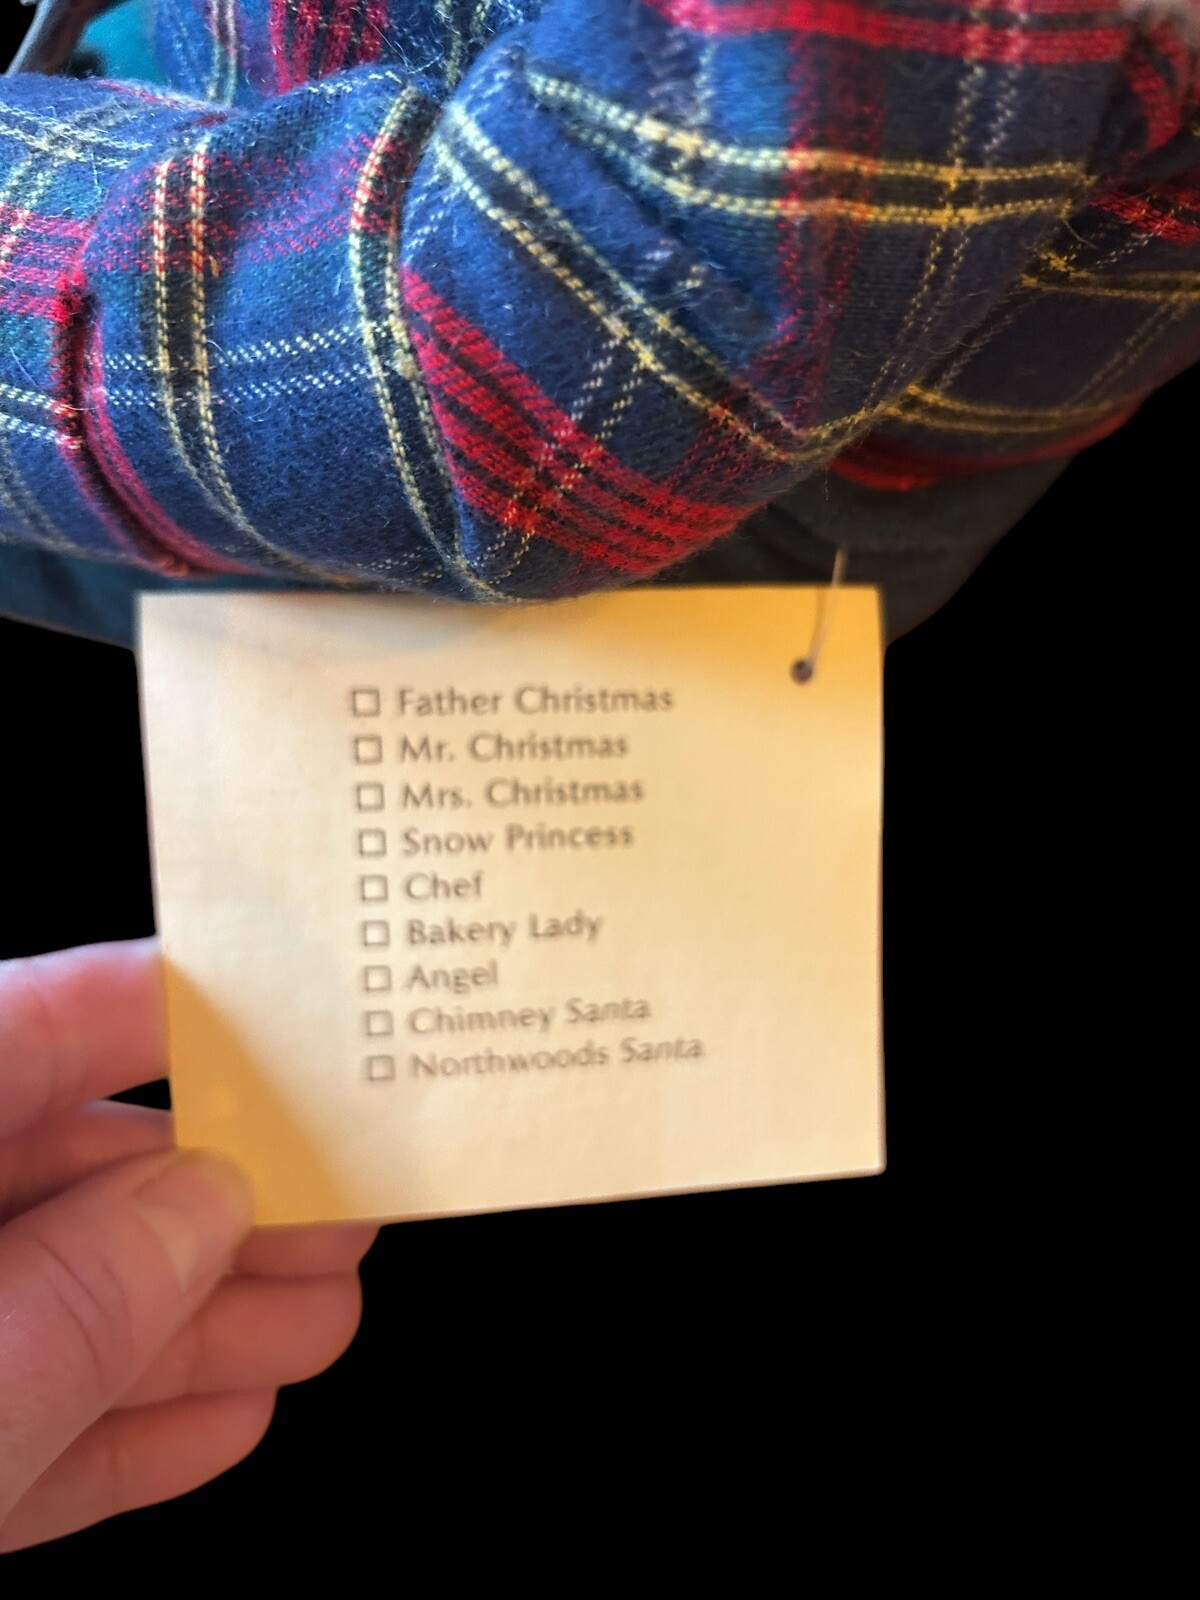 ☐ Father Christmas
☐ Mr. Christmas
☐ Mrs. Christmas
☐ Snow Princess
☐ Chef
☐ Bakery Lady
☐ Angel
☐ Chimney Santa
☐ Northwoods Santa